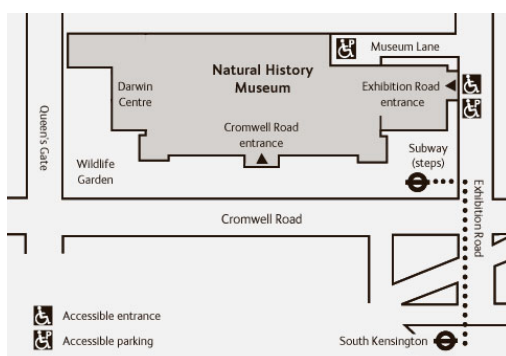 Museum Lane
Natural History
Museum
Darwin
Centre
Exhibition Road
entrance
Cromwell Road
entrance
Queen's Gate
Wildlife
Garden
Subway
(steps)
Exhibition Road
Cromwell Road
Accessible entrance
Accessible parking
South Kensington
P
P
P